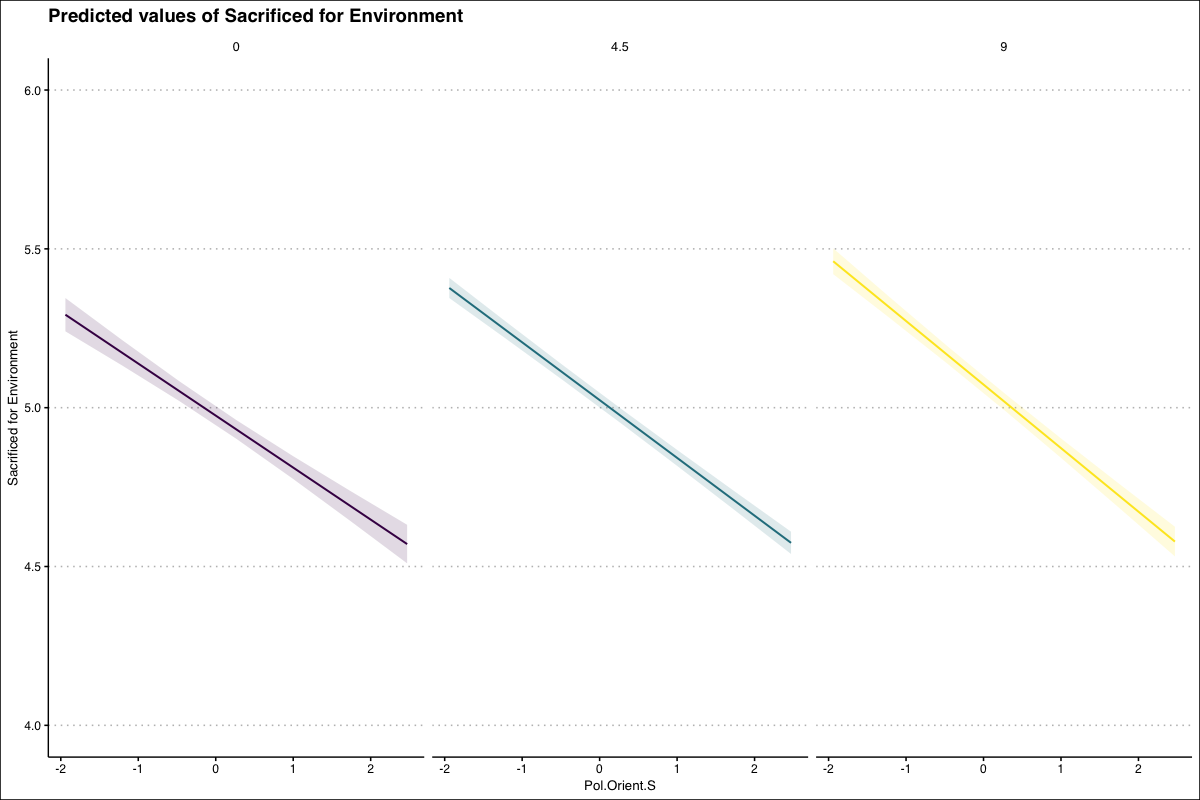 Predicted values of Sacrificed for Environment
0 4.5 9
6.0
5.5
5.0
4.5
4.0
Sacrificed for Environment
-2 -1 0 1 2 -2 -1 0 1 2 -2 -1 0 1 2
Pol.Orient.S